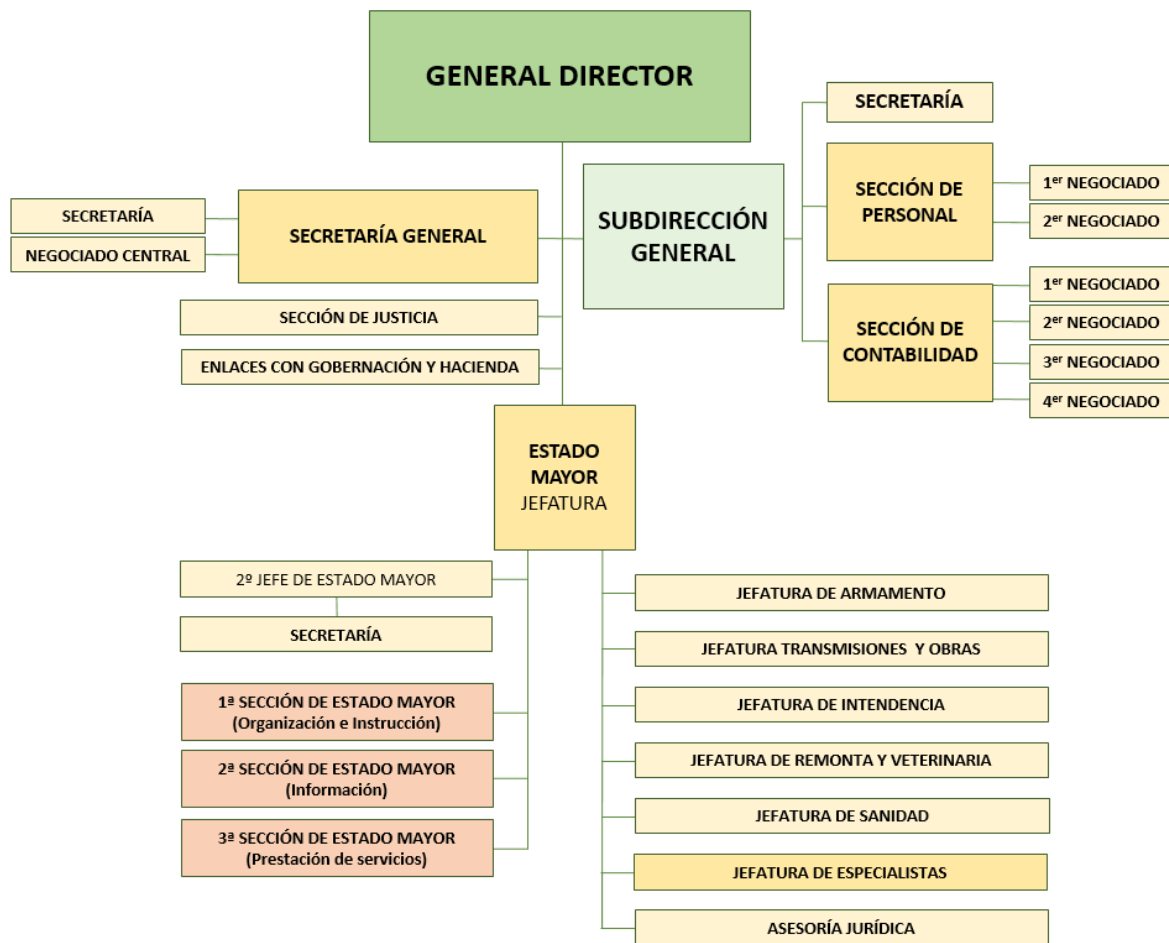 GENERAL DIRECTOR
SECRETARÍA
SECCIÓN DE
PERSONAL
1er NEGOCIADO
2er NEGOCIADO
SUBDIRECCIÓN
GENERAL
SECRETARÍA GENERAL
SECRETARÍA
NEGOCIADO CENTRAL
SECCIÓN DE
CONTABILIDAD
1er NEGOCIADO
2er NEGOCIADO
3er NEGOCIADO
4er NEGOCIADO
SECCIÓN DE JUSTICIA
ENLACES CON GOBERNACIÓN Y HACIENDA
ESTADO
MAYOR
JEFATURA
2º JEFE DE ESTADO MAYOR
SECRETARÍA
1ª SECCIÓN DE ESTADO MAYOR
(Organización e Instrucción)
2ª SECCIÓN DE ESTADO MAYOR
(Información)
3ª SECCIÓN DE ESTADO MAYOR
(Prestación de servicios)
JEFATURA DE ARMAMENTO
JEFATURA TRANSMISIONES Y OBRAS
JEFATURA DE INTENDENCIA
JEFATURA DE REMONTA Y VETERINARIA
JEFATURA DE SANIDAD
JEFATURA DE ESPECIALISTAS
ASESORÍA JURÍDICA